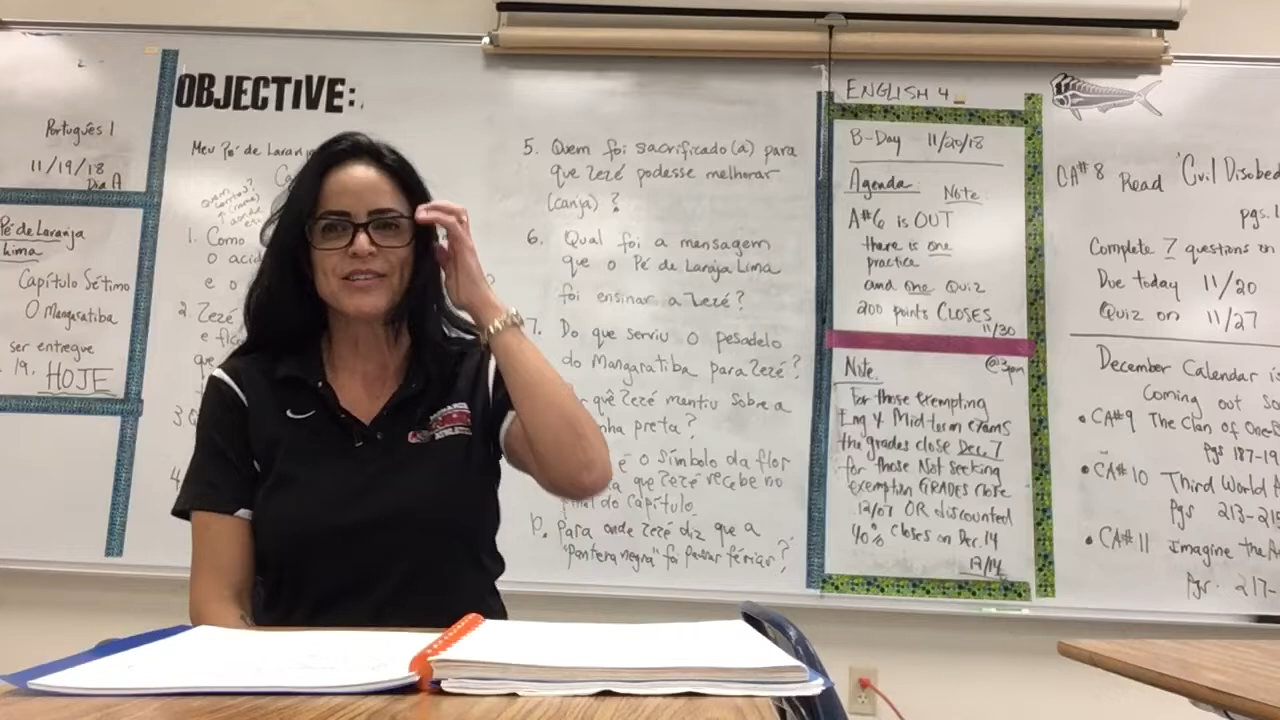 Português 1
11/19/18
Dia A
Pé de Laranja
Lima
Capítulo Sétimo
O Mangaratiba
ser entregue
19. HOJE
OBJECTIVE:
Meu Pé de Laranja
1. Como
o acid
e o
2. Zezé
e fico
que
3. Q
4.
5. Quem foi sacrificado(a) para
que Zezé podesse melhorar
(canja)?
6. Qual foi a mensagem
que o Pé de Laraja Lima
foi ensinar a Zezé?
7. Do que serviu o pesadelo
do Mangaratiba para Zezé?
quê Zezé mentiu sobre a
nha preta?
é o símbolo da flor
que Zezé recebe no
final do capítulo
10. Para onde Zezé diz que a
"Pantera negra" foi passar férias?
ENGLISH 4
B-Day 11/20/18
Agenda: Note:
A#6 is OUT
there is one
practice
and one Quiz
200 points CLOSES
11/30
@3pm
Note.
for those exempting
Eng 4 Mid-term exams
the grades close Dec. 7
for those Not seeking
exemption GRADES close
12/07 OR discounted
40% closes on Dec. 14
12/14
CA#8 Read "Civil Disobed
pgs. 1
Complete 7 questions on
Due today 11/20
Quiz on 11/27
December Calendar is
Coming out So
• CA#9 The Clan of One-B
Pgs 187-19
• CA#10 Third World A
Pgs 213-215
• CA#11 Imagine the A
Pgs. 217-